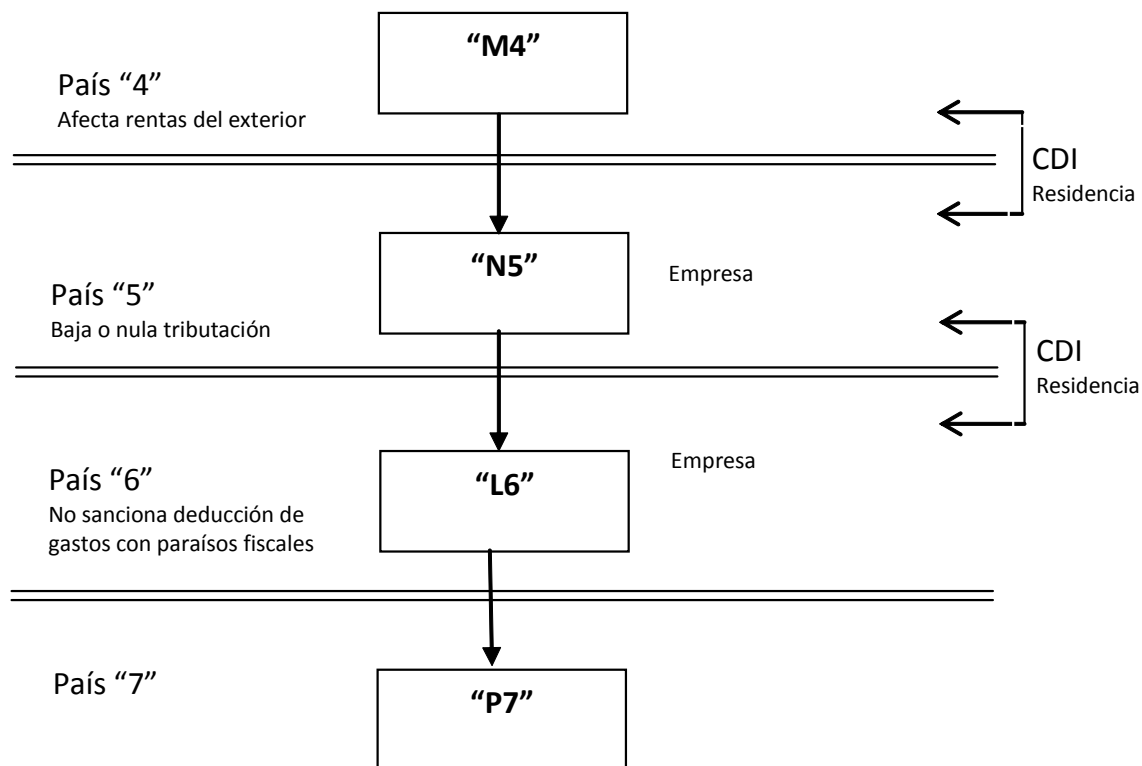 “M4”
País “4”
Afecta rentas del exterior
CDI
Residencia
“N5”
Empresa
País “5”
Baja o nula tributación
CDI
Residencia
“L6”
Empresa
País “6”
No sanciona deducción de
gastos con paraísos fiscales
País “7”
“P7”